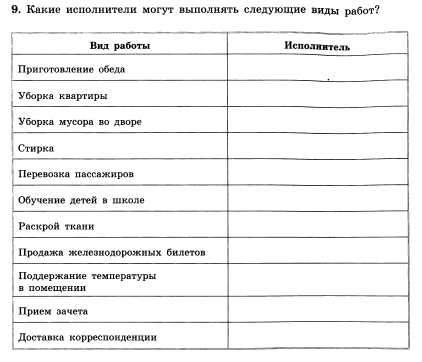 9. Какие исполнители могут выполнять следующие виды работ?
Вид работы Исполнитель
Приготовление обеда
Уборка квартиры
Уборка мусора во дворе
Стирка
Перевозка пассажиров
Обучение детей в школе
Раскрой ткани
Продажа железнодорожных билетов
Поддержание температуры
в помещении
Прием зачета
Доставка корреспонденции